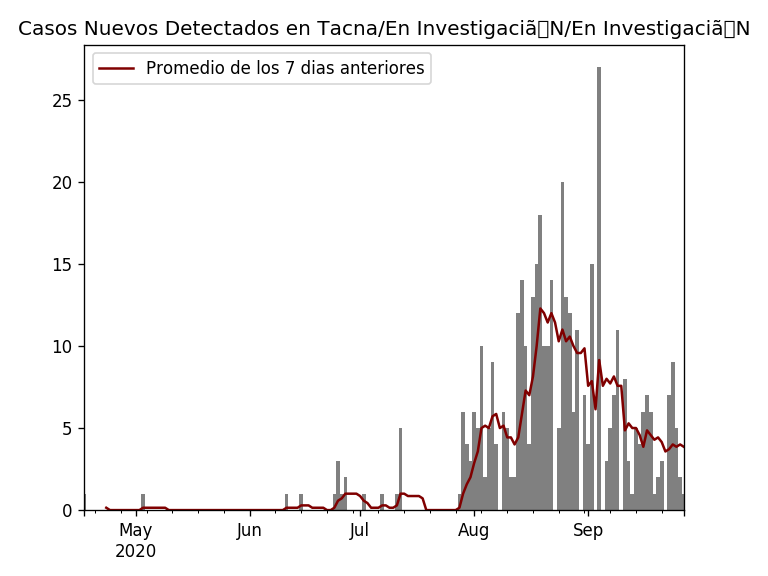 Casos Nuevos Detectados en Tacna/En Investigaciã▯N/En Investigaciã▯N
Promedio de los 7 dias anteriores
25
20
15
10
5
0
May Jun Jul Aug Sep
2020